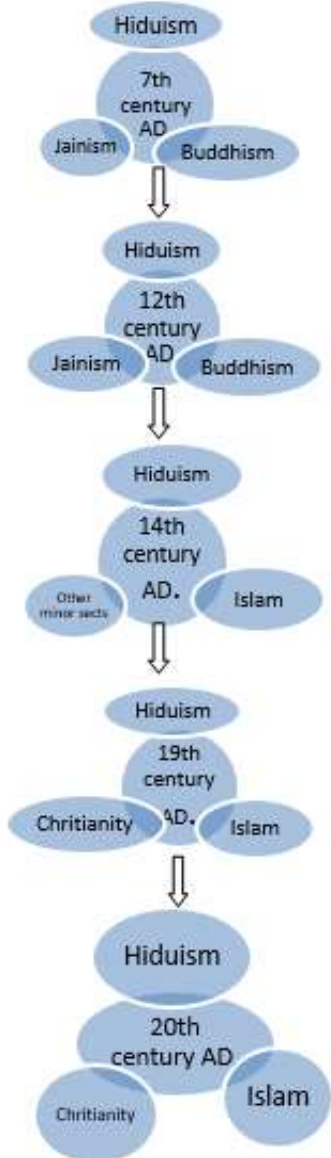 Hiduism
7th
century
AD
Jainism
Buddhism
Hiduism
12th
century
AD
Jainism
Buddhism
Hiduism
14th
century
AD.
Other
minor sects
Islam
Hiduism
19th
century
AD.
Chritianity
Islam
Hiduism
20th
century AD
Chritianity
Islam